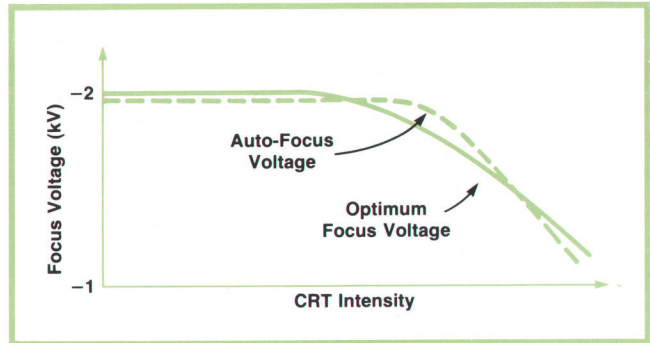 −2
Focus Voltage (kV)
Auto-Focus
Voltage
Optimum
Focus Voltage
−1
CRT Intensity